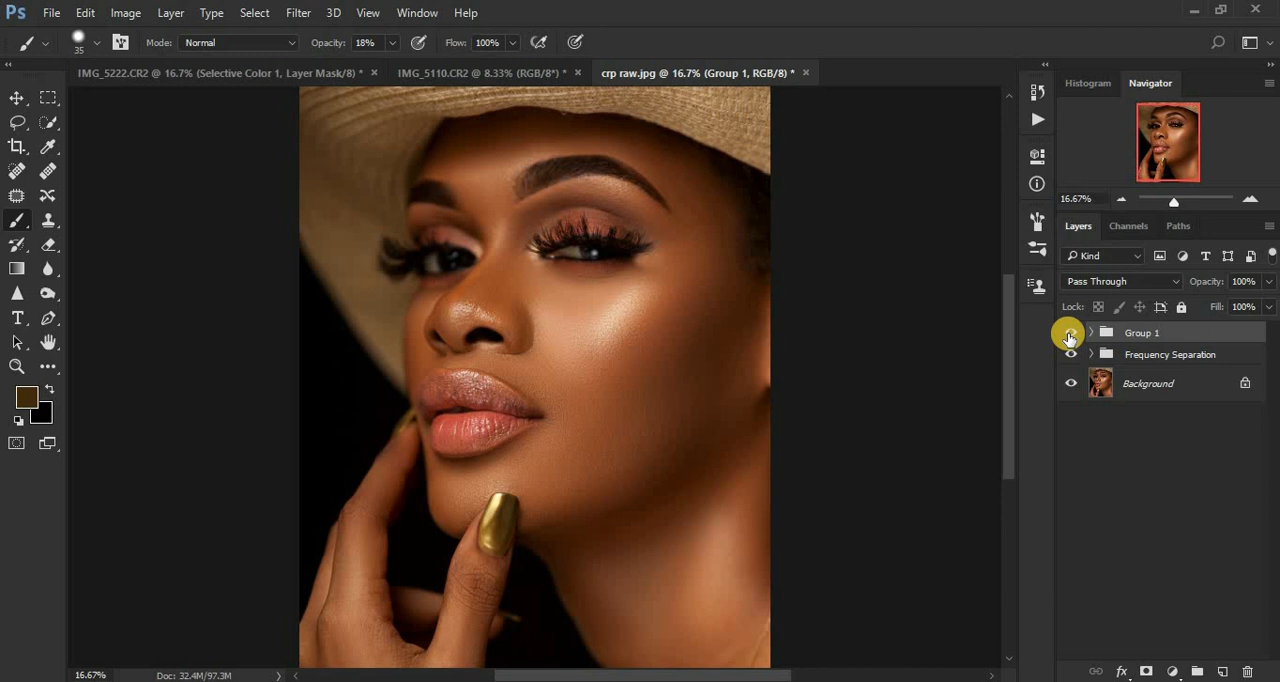 Ps File Edit Image Layer Type Select Filter 3D View Window Help
35 Mode: Normal Opacity: 18% Flow: 100%
IMG_5222.CR2 @ 16.7% (Selective Color 1, Layer Mask/8) * × IMG_5110.CR2 @ 8.33% (RGB/8*) * × crp raw.jpg @ 16.7% (Group 1, RGB/8) * ×
Histogram Navigator
16.67%
Layers Channels Paths
Kind
Pass Through Opacity: 100%
Lock: Fill: 100%
Group 1
Frequency Separation
Background
16.67% Doc: 32.4M/97.3M